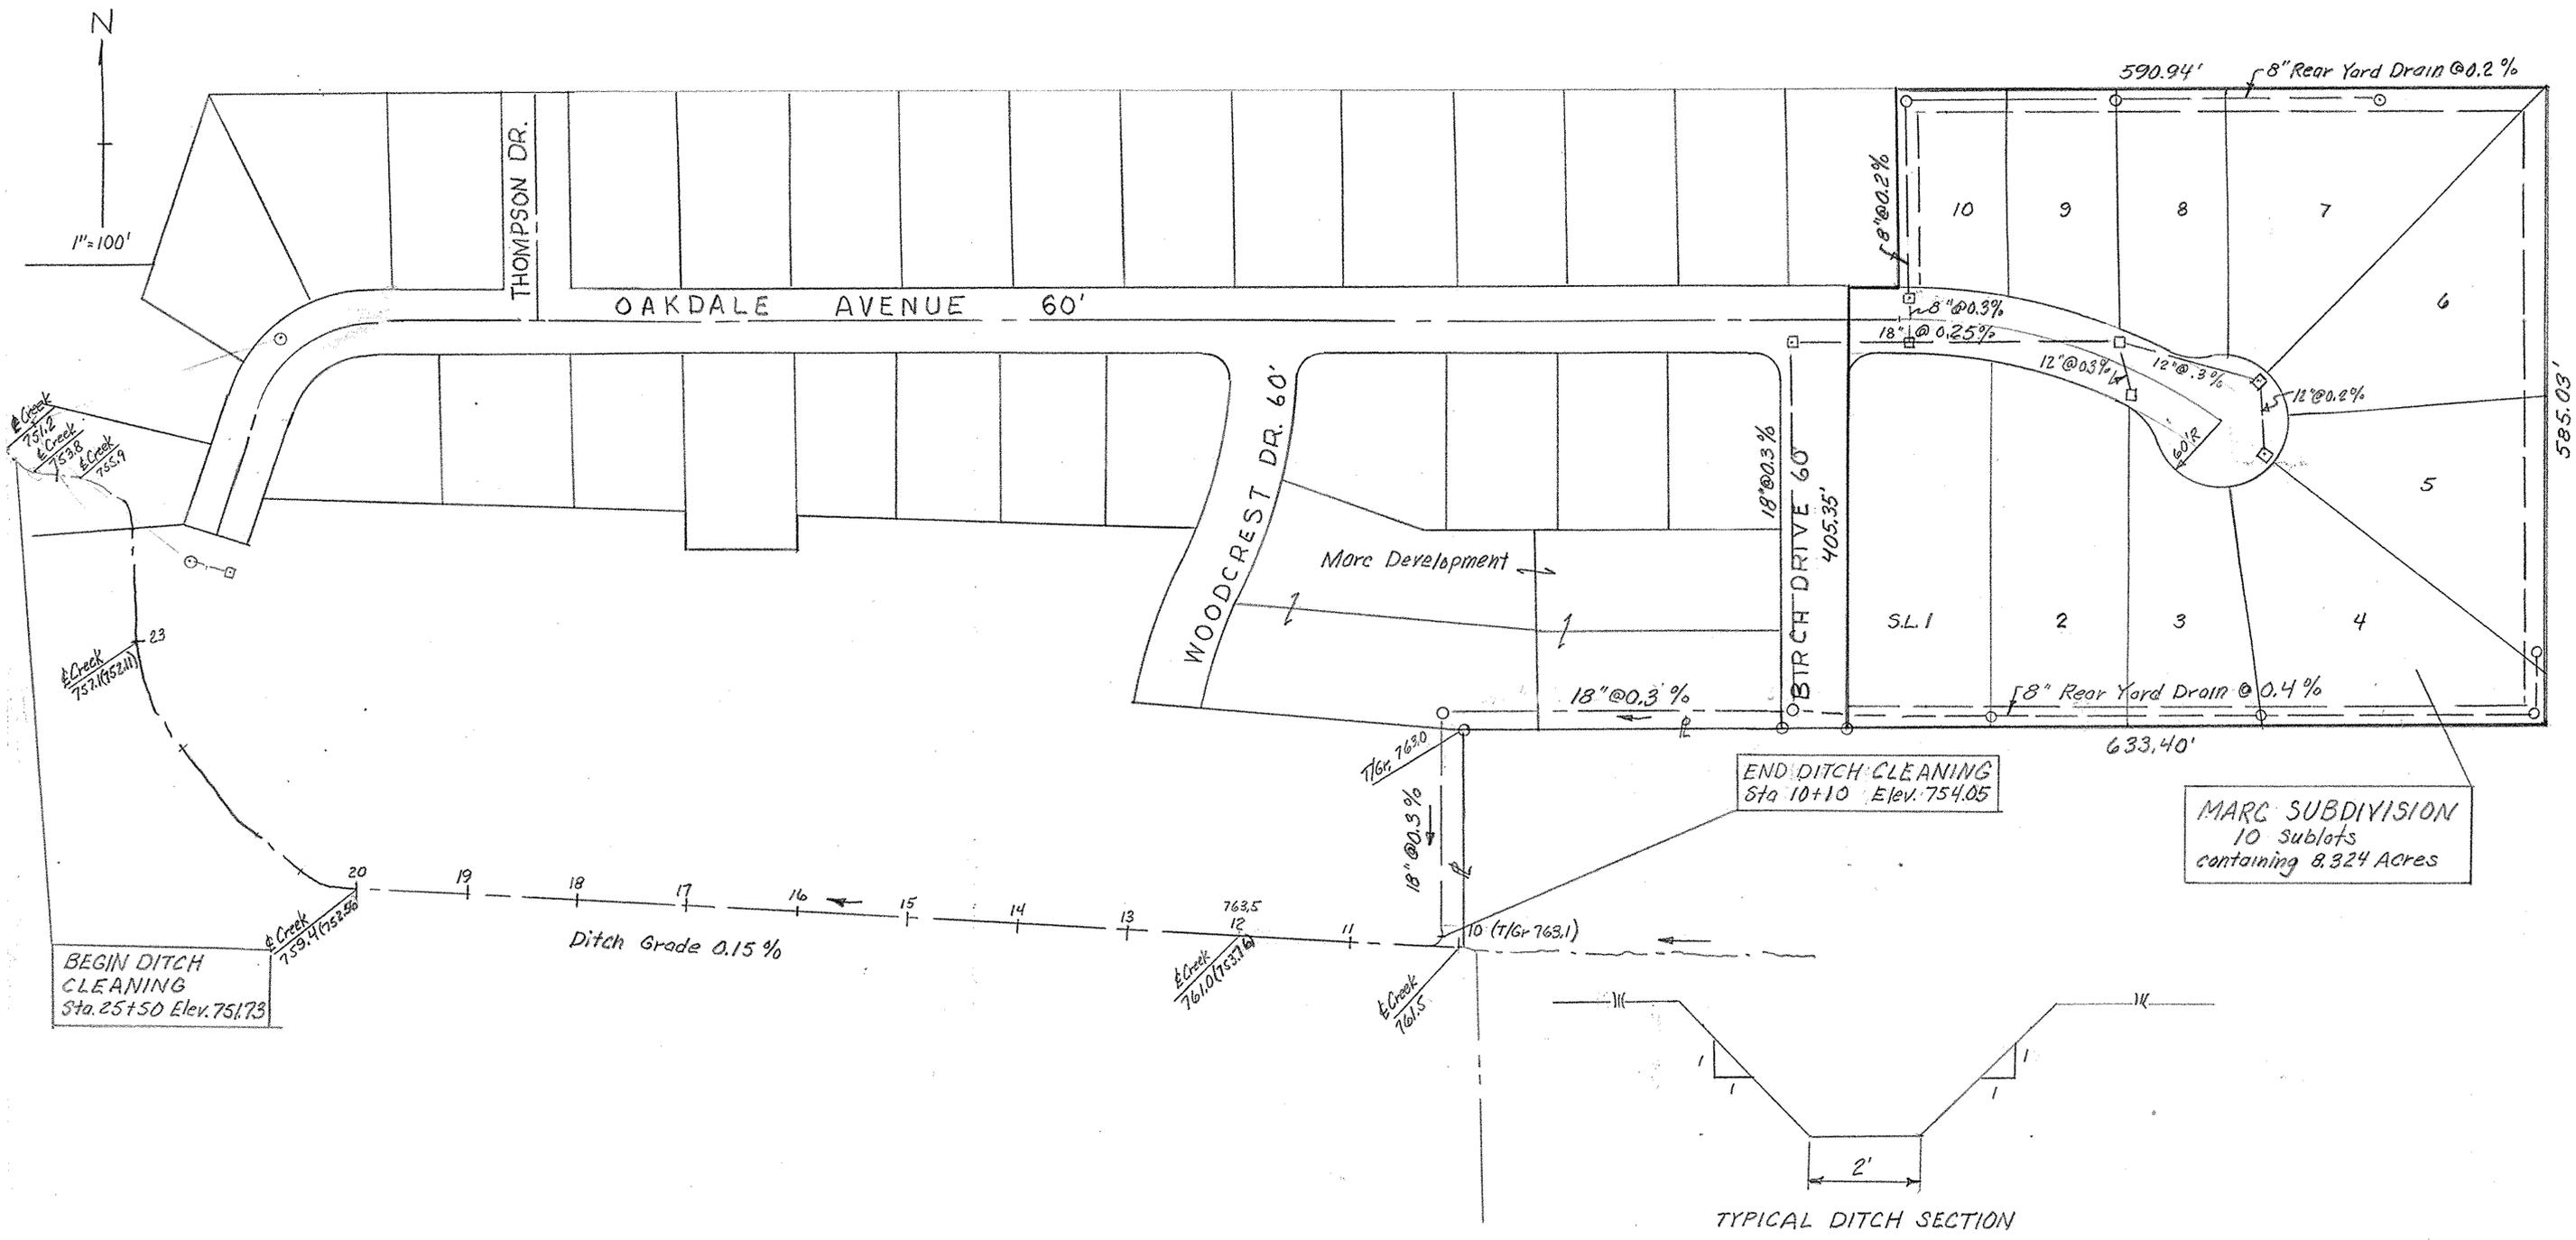 N
1"=100'
THOMPSON DR.
OAKDALE AVENUE 60'
590.94'
8" Rear Yard Drain @0.2%
8"@0.2%
10
9
8
7
6
5
4
3
2
S.L.1
8"@0.3%
18" @ 0.25%
12"@0.3%
12"@.3%
12"@0.2%
60'R
585.03'
WOODCREST DR. 60'
18"@0.3%
BIRCH DRIVE 60'
405.35'
Marc Development
℄ Creek
751.2
℄ Creek
753.8
℄ Creek
755.9
23
℄ Creek
757.1(752.11)
18"@0.3%
8" Rear Yard Drain @ 0.4%
633.40'
T/Gr. 763.0
18"@0.3%
END DITCH CLEANING
Sta 10+10 Elev. 754.05
MARC SUBDIVISION
10 Sublots
containing 8.324 Acres
20
19
18
17
16
15
14
13
763.5
12
11
10 (T/Gr 763.1)
℄ Creek
759.4(752.56)
Ditch Grade 0.15%
℄ Creek
761.0(753.76)
℄ Creek
761.5
BEGIN DITCH
CLEANING
Sta. 25+50 Elev. 751.73
1
1
1
1
2'
TYPICAL DITCH SECTION